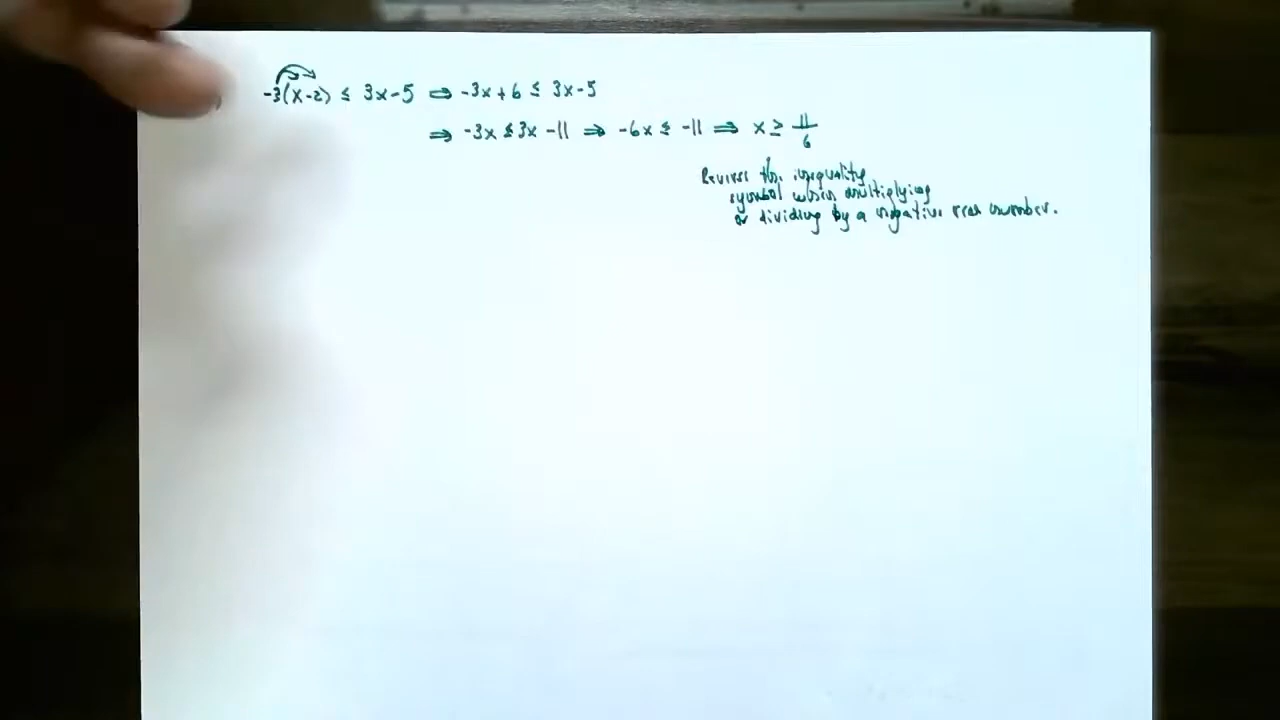 -3(x-2) ≤ 3x-5 ⇒ -3x+6 ≤ 3x-5
⇒ -3x ≤ 3x-11 ⇒ -6x ≤ -11 ⇒ x ≥ 11/6
Reverse the inequality
symbol when multiplying
or dividing by a negative real number.